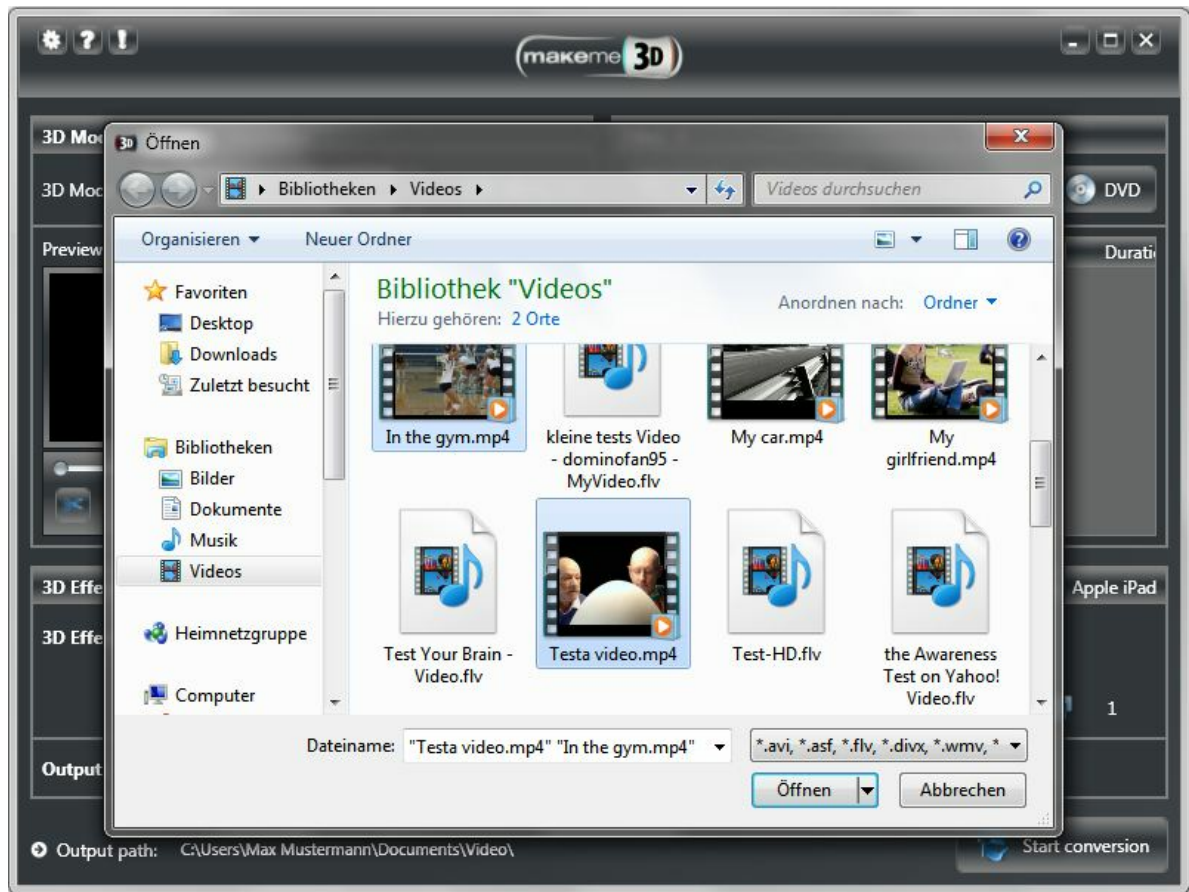 makeme 3D
3D Mod
3D Mod
DVD
Preview
Durati
3D Effe
Apple iPad
3D Effe
1
Output
Output path: C:\Users\Max Mustermann\Documents\Video\
Start conversion
3D Öffnen
Bibliotheken Videos
Videos durchsuchen
Organisieren Neuer Ordner
Favoriten
Desktop
Downloads
Zuletzt besucht
Bibliotheken
Bilder
Dokumente
Musik
Videos
Heimnetzgruppe
Computer
Bibliothek "Videos"
Hierzu gehören: 2 Orte
Anordnen nach: Ordner
In the gym.mp4
kleine tests Video
- dominofan95 -
MyVideo.flv
My car.mp4
My
girlfriend.mp4
Test Your Brain -
Video.flv
Testa video.mp4
Test-HD.flv
the Awareness
Test on Yahoo!
Video.flv
Dateiname: "Testa video.mp4" "In the gym.mp4"
*.avi, *.asf, *.flv, *.divx, *.wmv, *
Öffnen
Abbrechen